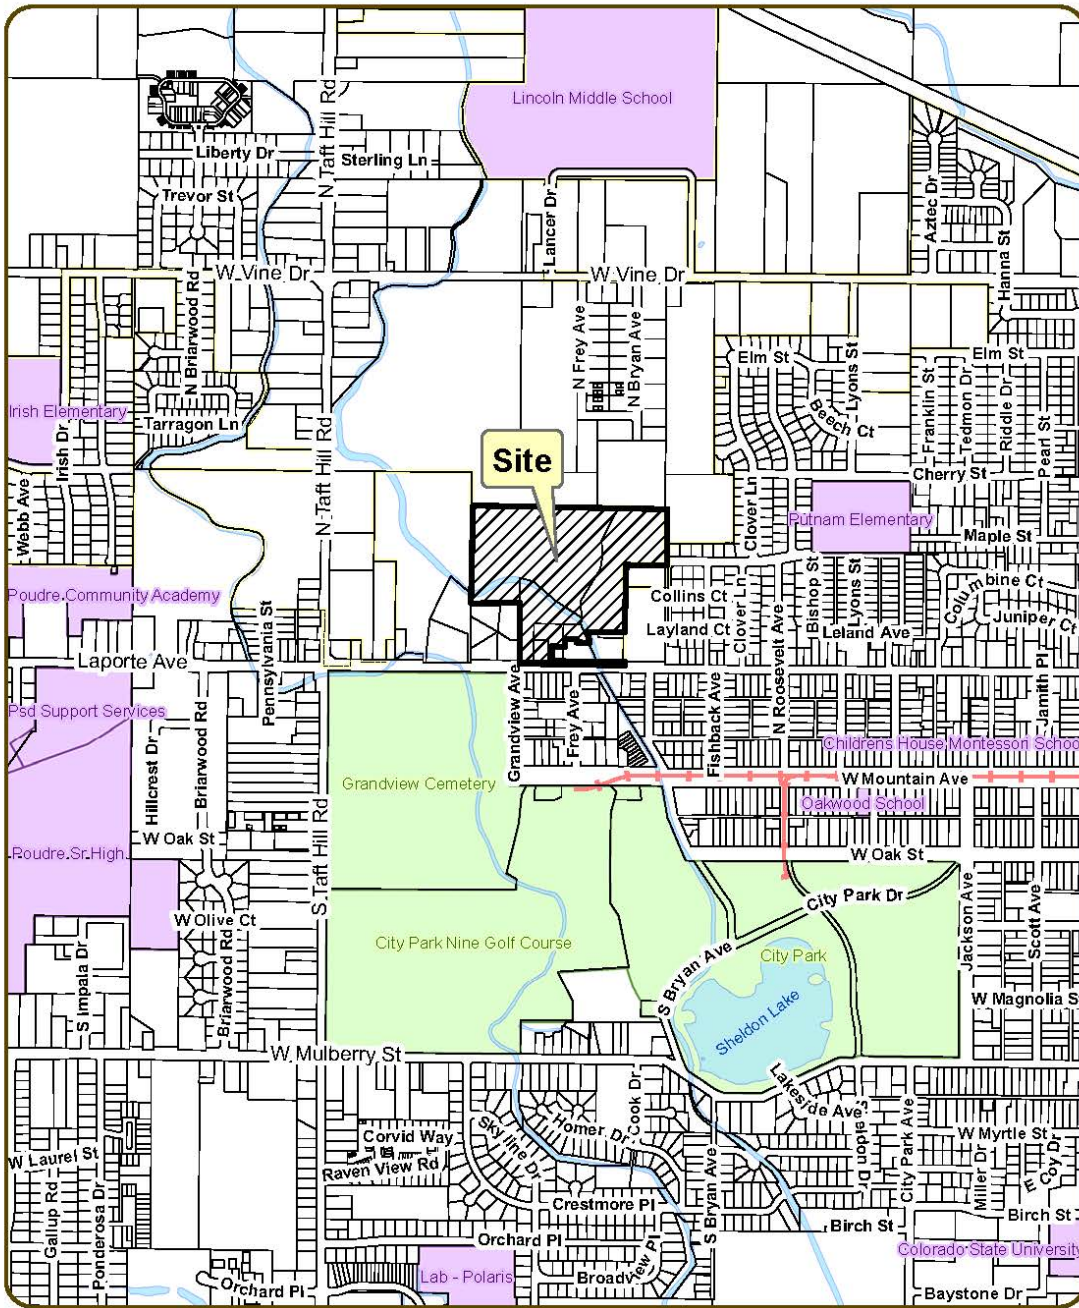 Lincoln Middle School
N Taft Hill Rd
Liberty Dr
Sterling Ln
Trevor St
Lancer Dr
Aztec Dr
Hanna St
W Vine Dr
W Vine Dr
N Briarwood Rd
N Frey Ave
N Bryan Ave
Elm St
Lyons St
Elm St
Beech Ct
Franklin St
Tedmon Dr
Riddle Dr
Pearl St
Irish Elementary
Irish Dr
Tarragon Ln
N Taft Hill Rd
Site
Cherry St
Webb Ave
Clover Ln
Putnam Elementary
Maple St
Poudre Community Academy
Collins Ct
Clover Ln
Bishop St
Lyons St
Columbine Ct
Juniper Ct
Layland Ct
Leland Ave
Laporte Ave
Pennsylvania St
N Roosevelt Ave
Jamith Pl
Psd Support Services
Grandview Ave
Frey Ave
Fishback Ave
Hillcrest Dr
Briarwood Rd
Childrens House Montessori School
Grandview Cemetery
W Mountain Ave
Oakwood School
W Oak St
S Taft Hill Rd
W Oak St
Poudre Sr High
City Park Dr
Jackson Ave
Scott Ave
W Olive Ct
City Park Nine Golf Course
S Bryan Ave
City Park
S Impala Dr
Briarwood Rd
Sheldon Lake
W Magnolia S
W Mulberry St
Lakeside Ave
Cook Dr
Skyline Dr
Homer Dr
Corvid Way
Raven View Rd
W Myrtle St
W Laurel St
City Park Ave
Miller Dr
E Coy Dr
Gallup Rd
Ponderosa Dr
Crestmore Pl
S Bryan Ave
Birch St
Birch St
Orchard Pl
Colorado State University
Orchard Pl
Lab - Polaris
Broadview Pl
Baystone Dr